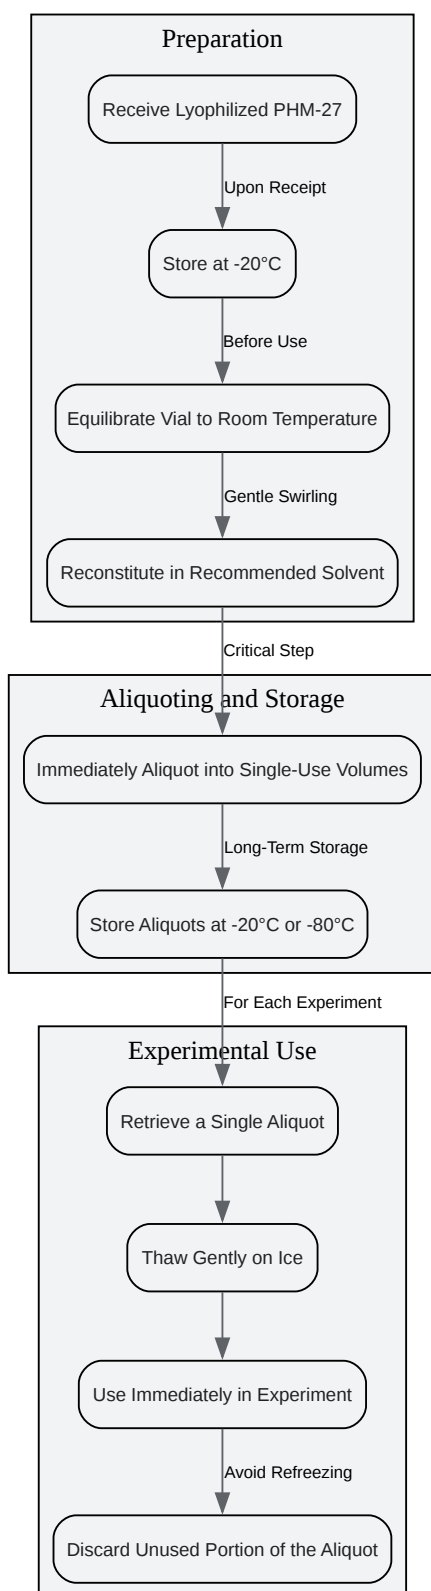 Preparation
Receive Lyophilized PHM-27
Upon Receipt
Store at -20°C
Before Use
Equilibrate Vial to Room Temperature
Gentle Swirling
Reconstitute in Recommended Solvent
Critical Step
Aliquoting and Storage
Immediately Aliquot into Single-Use Volumes
Long-Term Storage
Store Aliquots at -20°C or -80°C
For Each Experiment
Experimental Use
Retrieve a Single Aliquot
Thaw Gently on Ice
Use Immediately in Experiment
Avoid Refreezing
Discard Unused Portion of the Aliquot